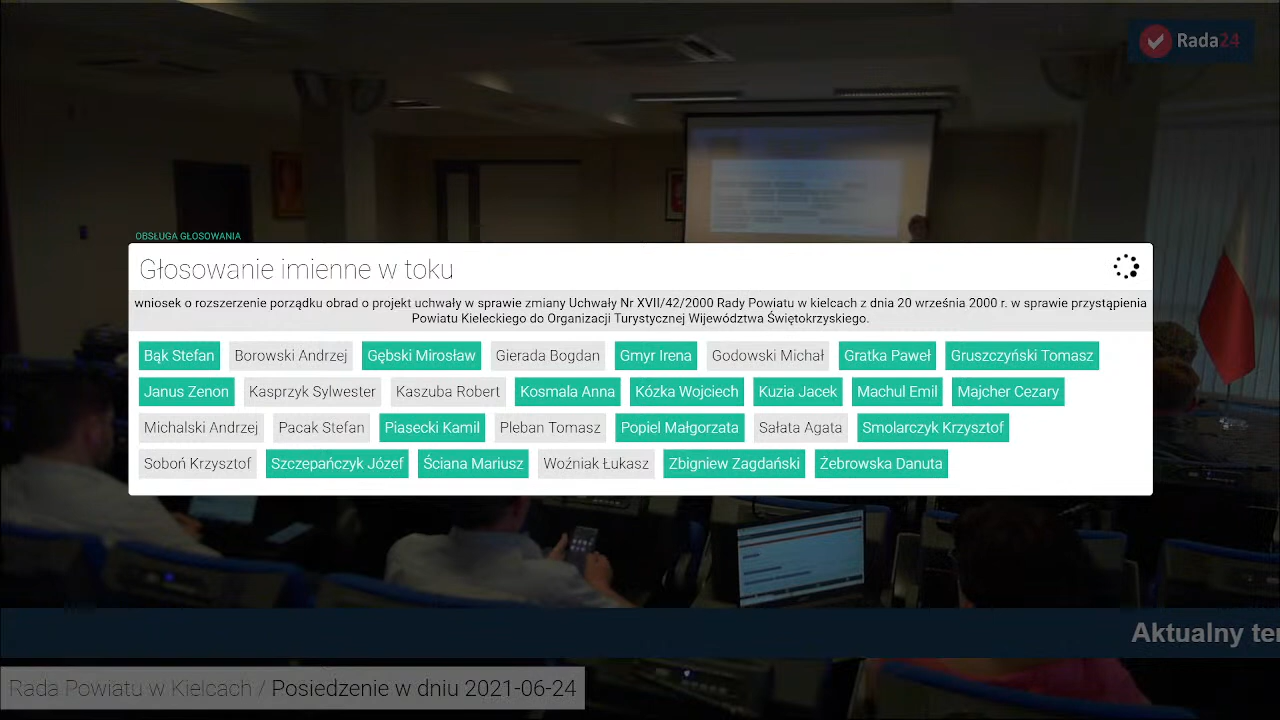 Rada24
OBSŁUGA GŁOSOWANIA
Głosowanie imienne w toku
wniosek o rozszerzenie porządku obrad o projekt uchwały w sprawie zmiany Uchwały Nr XVII/42/2000 Rady Powiatu w kielcach z dnia 20 września 2000 r. w sprawie przystąpienia
Powiatu Kieleckiego do Organizacji Turystycznej Wijewództwa Świętokrzyskiego.
Bąk Stefan Borowski Andrzej Gębski Mirosław Gierada Bogdan Gmyr Irena Godowski Michał Gratka Paweł Gruszczyński Tomasz
Janus Zenon Kasprzyk Sylwester Kaszuba Robert Kosmala Anna Kózka Wojciech Kuzia Jacek Machul Emil Majcher Cezary
Michalski Andrzej Pacak Stefan Piasecki Kamil Pleban Tomasz Popiel Małgorzata Sałata Agata Smolarczyk Krzysztof
Soboń Krzysztof Szczepańczyk Józef Ściana Mariusz Woźniak Łukasz Zbigniew Zagdański Żebrowska Danuta
Aktualny te
Rada Powiatu w Kielcach / Posiedzenie w dniu 2021-06-24